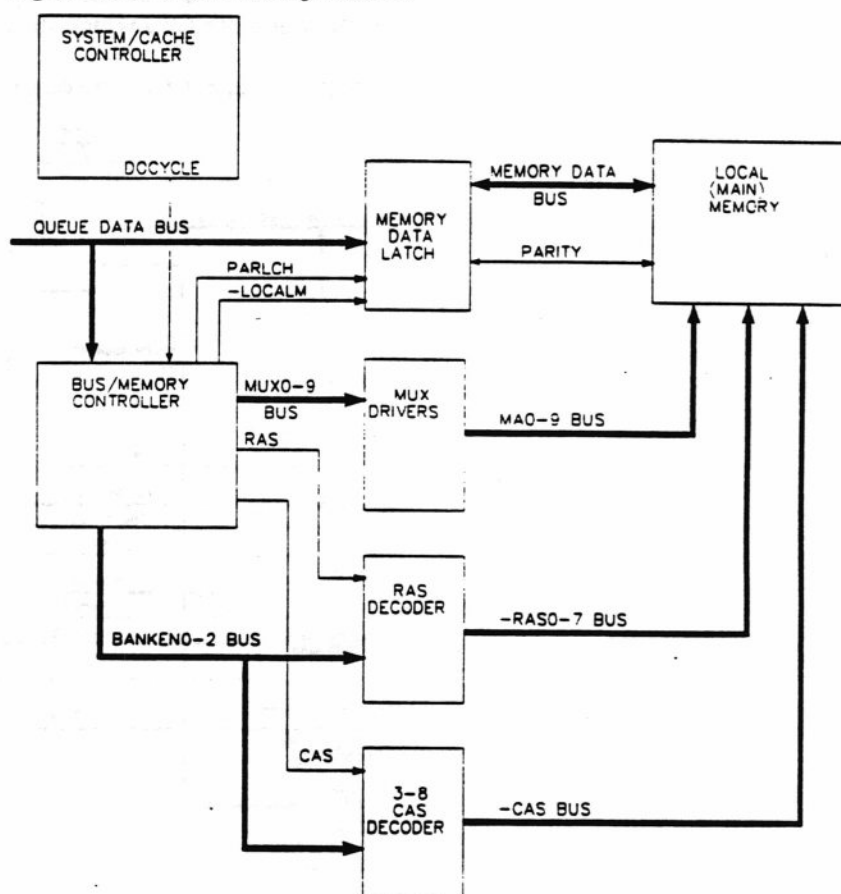 SYSTEM/CACHE
CONTROLLER
DOCYCLE
QUEUE DATA BUS
PARLCH
-LOCALM
MEMORY
DATA
LATCH
MEMORY DATA
BUS
PARITY
LOCAL
(MAIN)
MEMORY
BUS/MEMORY
CONTROLLER
MUX0-9
BUS
RAS
MUX
DRIVERS
MA0-9 BUS
BANKEN0-2 BUS
RAS
DECODER
-RAS0-7 BUS
CAS
3-8
CAS
DECODER
-CAS BUS